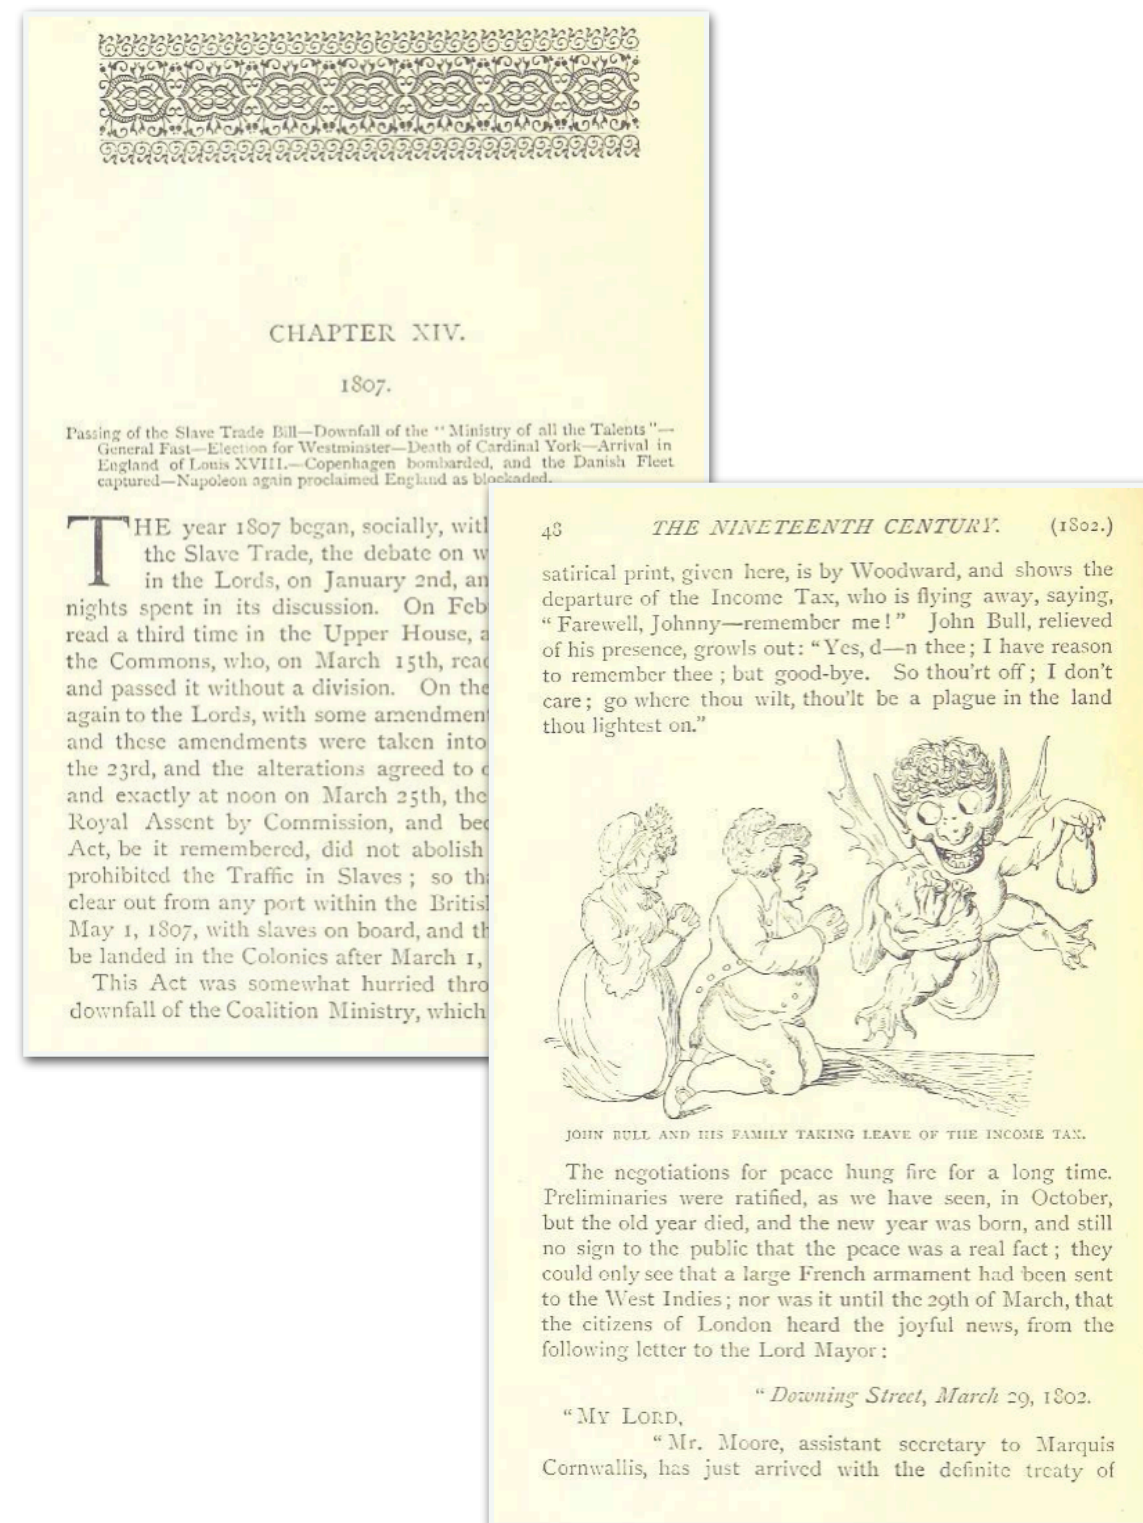 CHAPTER XIV.
1807.
Passing of the Slave Trade Bill—Downfall of the "Ministry of all the Talents"—
General Fast—Election for Westminster—Death of Cardinal York—Arrival in
England of Louis XVIII.—Copenhagen bombarded, and the Danish Fleet
captured—Napoleon again proclaimed England as blockaded.
THE year 1807 began, socially, with
the Slave Trade, the debate on
in the Lords, on January 2nd, an
nights spent in its discussion. On Feb
read a third time in the Upper House,
the Commons, who, on March 15th, read
and passed it without a division. On the
again to the Lords, with some amendment
and these amendments were taken into
the 23rd, and the alterations agreed to
and exactly at noon on March 25th, the
Royal Assent by Commission, and bec
Act, be it remembered, did not abolish
prohibited the Traffic in Slaves; so th
clear out from any port within the British
May 1, 1807, with slaves on board, and th
be landed in the Colonies after March 1,
This Act was somewhat hurried thro
downfall of the Coalition Ministry, which
48 THE NINETEENTH CENTURY. (1802.)
satirical print, given here, is by Woodward, and shows the
departure of the Income Tax, who is flying away, saying,
"Farewell, Johnny—remember me!" John Bull, relieved
of his presence, growls out: "Yes, d—n thee; I have reason
to remember thee; but good-bye. So thou'rt off; I don't
care; go where thou wilt, thou'lt be a plague in the land
thou lightest on."
JOHN BULL AND HIS FAMILY TAKING LEAVE OF THE INCOME TAX.
The negotiations for peace hung fire for a long time.
Preliminaries were ratified, as we have seen, in October,
but the old year died, and the new year was born, and still
no sign to the public that the peace was a real fact; they
could only see that a large French armament had been sent
to the West Indies; nor was it until the 29th of March, that
the citizens of London heard the joyful news, from the
following letter to the Lord Mayor:
"Downing Street, March 29, 1802.
"MY LORD,
"Mr. Moore, assistant secretary to Marquis
Cornwallis, has just arrived with the definite treaty of